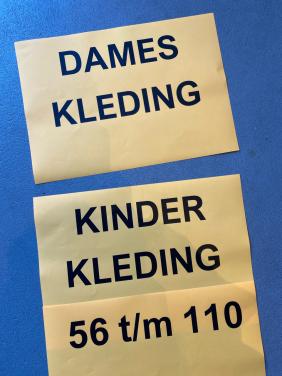 DAMES
KLEDING
KINDER
KLEDING
56 t/m 110